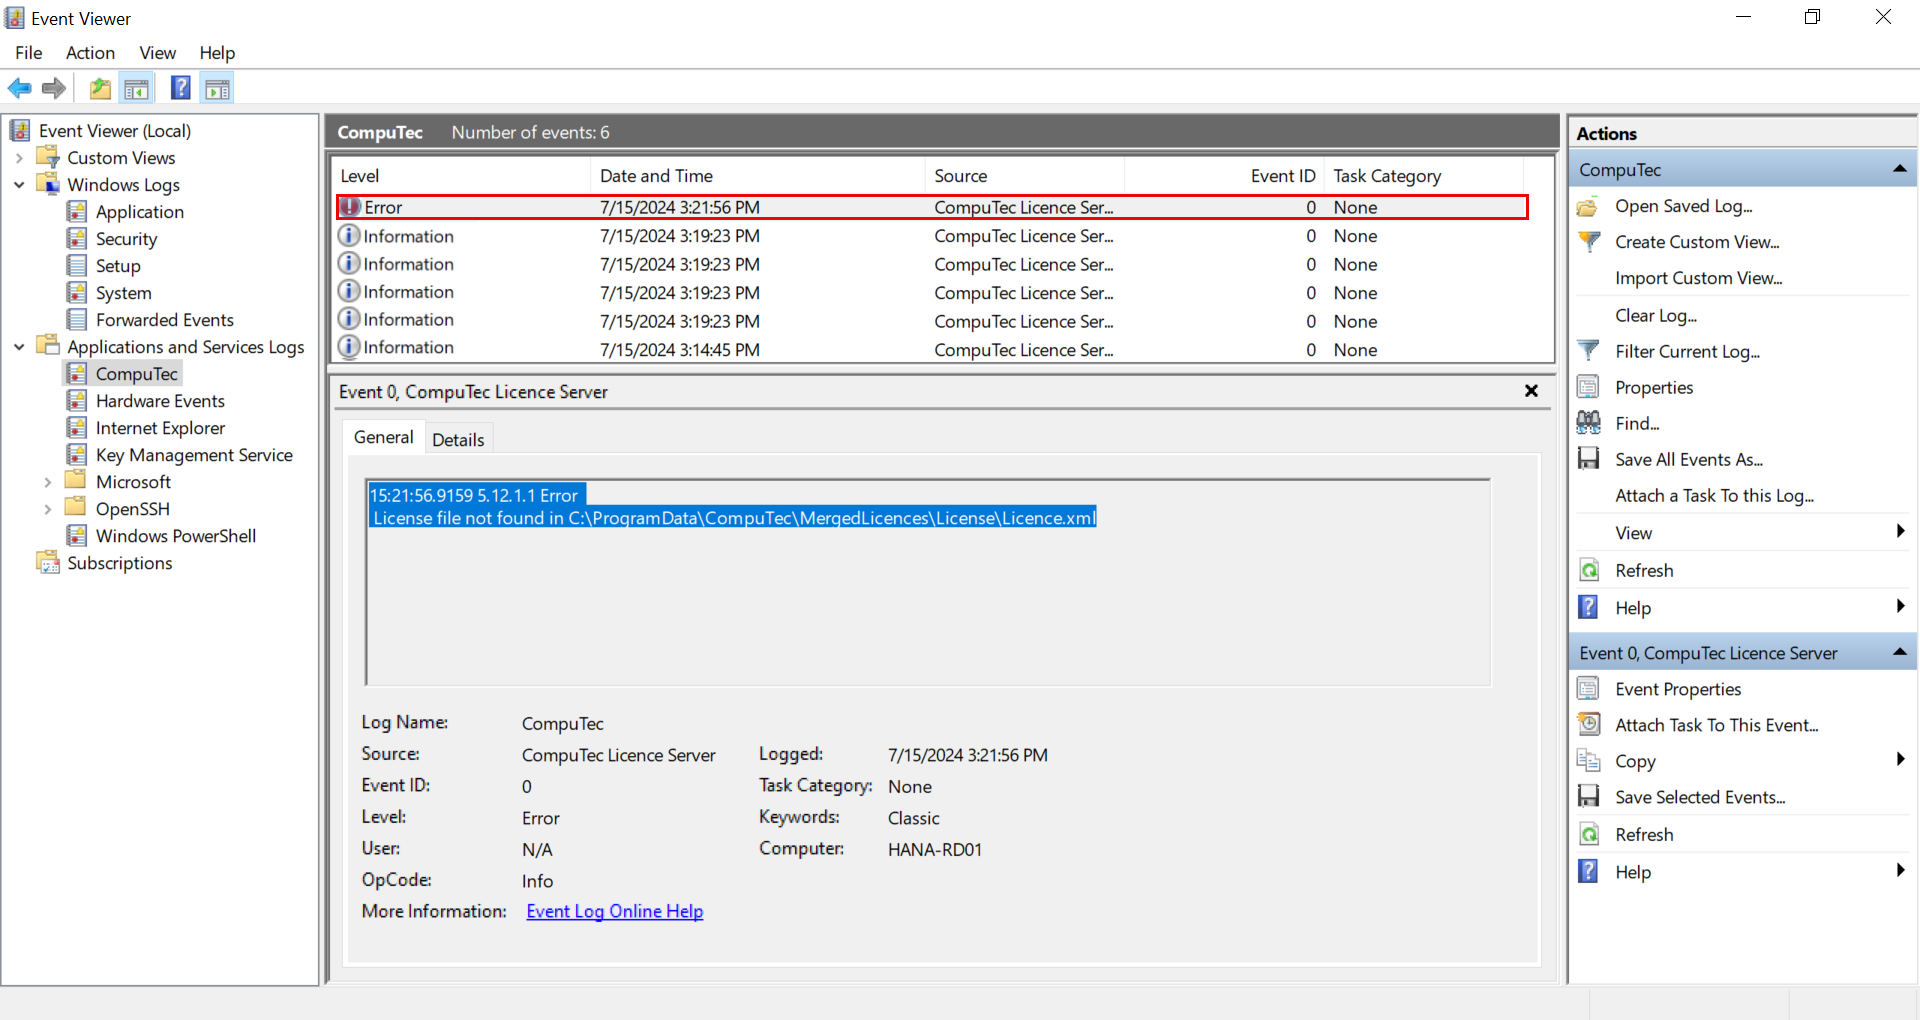 Event Viewer
File Action View Help
Event Viewer (Local)
Custom Views
Windows Logs
Application
Security
Setup
System
Forwarded Events
Applications and Services Logs
CompuTec
Hardware Events
Internet Explorer
Key Management Service
Microsoft
OpenSSH
Windows PowerShell
Subscriptions
CompuTec Number of events: 6
Level Date and Time Source Event ID Task Category
Error 7/15/2024 3:21:56 PM CompuTec Licence Ser... 0 None
Information 7/15/2024 3:19:23 PM CompuTec Licence Ser... 0 None
Information 7/15/2024 3:19:23 PM CompuTec Licence Ser... 0 None
Information 7/15/2024 3:19:23 PM CompuTec Licence Ser... 0 None
Information 7/15/2024 3:19:23 PM CompuTec Licence Ser... 0 None
Information 7/15/2024 3:14:45 PM CompuTec Licence Ser... 0 None
Event 0, CompuTec Licence Server
General Details
15:21:56.9159 5.12.1.1 Error
License file not found in C:\ProgramData\CompuTec\MergedLicences\License\Licence.xml
Log Name: CompuTec
Source: CompuTec Licence Server Logged: 7/15/2024 3:21:56 PM
Event ID: 0 Task Category: None
Level: Error Keywords: Classic
User: N/A Computer: HANA-RD01
OpCode: Info
More Information: Event Log Online Help
Actions
CompuTec
Open Saved Log...
Create Custom View...
Import Custom View...
Clear Log...
Filter Current Log...
Properties
Find...
Save All Events As...
Attach a Task To this Log...
View
Refresh
Help
Event 0, CompuTec Licence Server
Event Properties
Attach Task To This Event...
Copy
Save Selected Events...
Refresh
Help